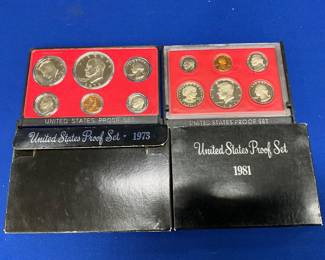 UNITED STATES PROOF SET
UNITED STATES PROOF SET
United States Proof Set - 1973
United States Proof Set
1981